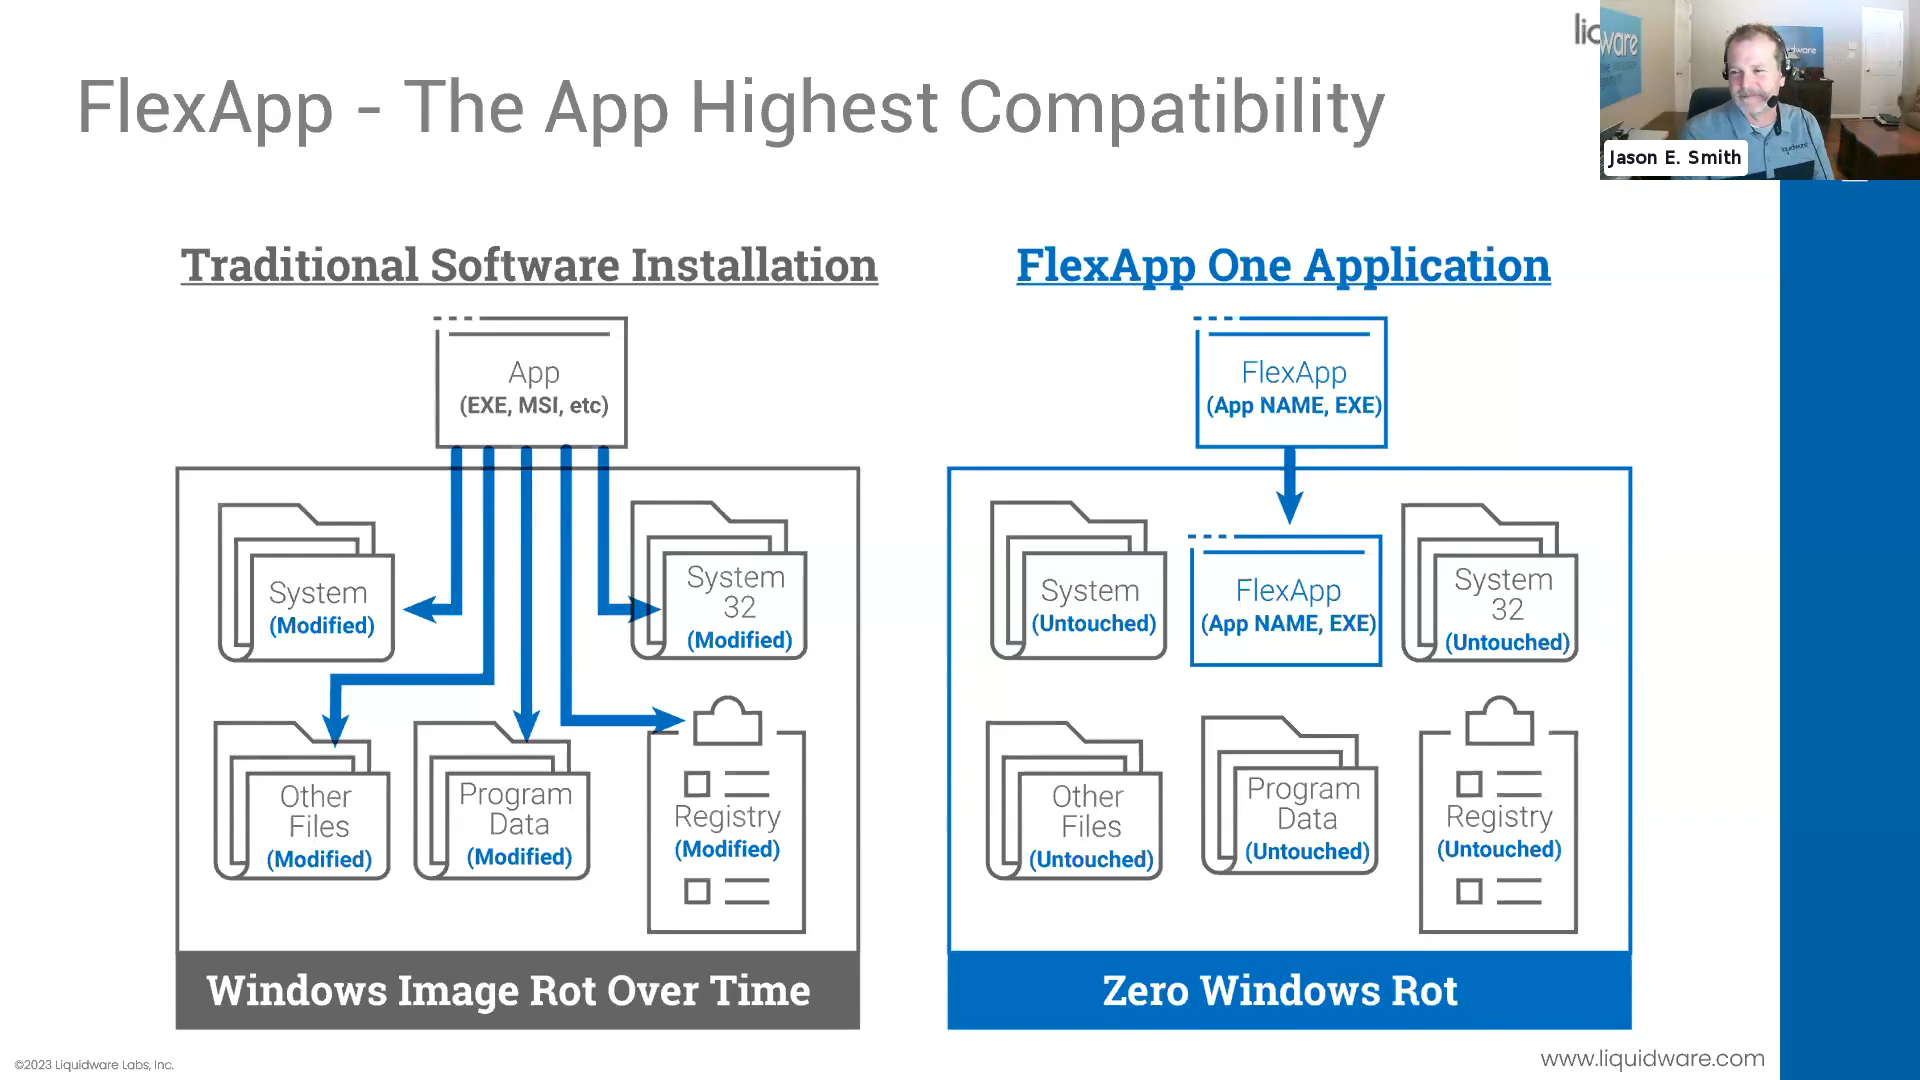 FlexApp - The App Highest Compatibility
lic
ware
Jason E. Smith
Traditional Software Installation
App
(EXE, MSI, etc)
System
(Modified)
System
32
(Modified)
Other
Files
(Modified)
Program
Data
(Modified)
Registry
(Modified)
Windows Image Rot Over Time
FlexApp One Application
FlexApp
(App NAME, EXE)
System
(Untouched)
FlexApp
(App NAME, EXE)
System
32
(Untouched)
Other
Files
(Untouched)
Program
Data
(Untouched)
Registry
(Untouched)
Zero Windows Rot
©2023 Liquidware Labs, Inc.
www.liquidware.com